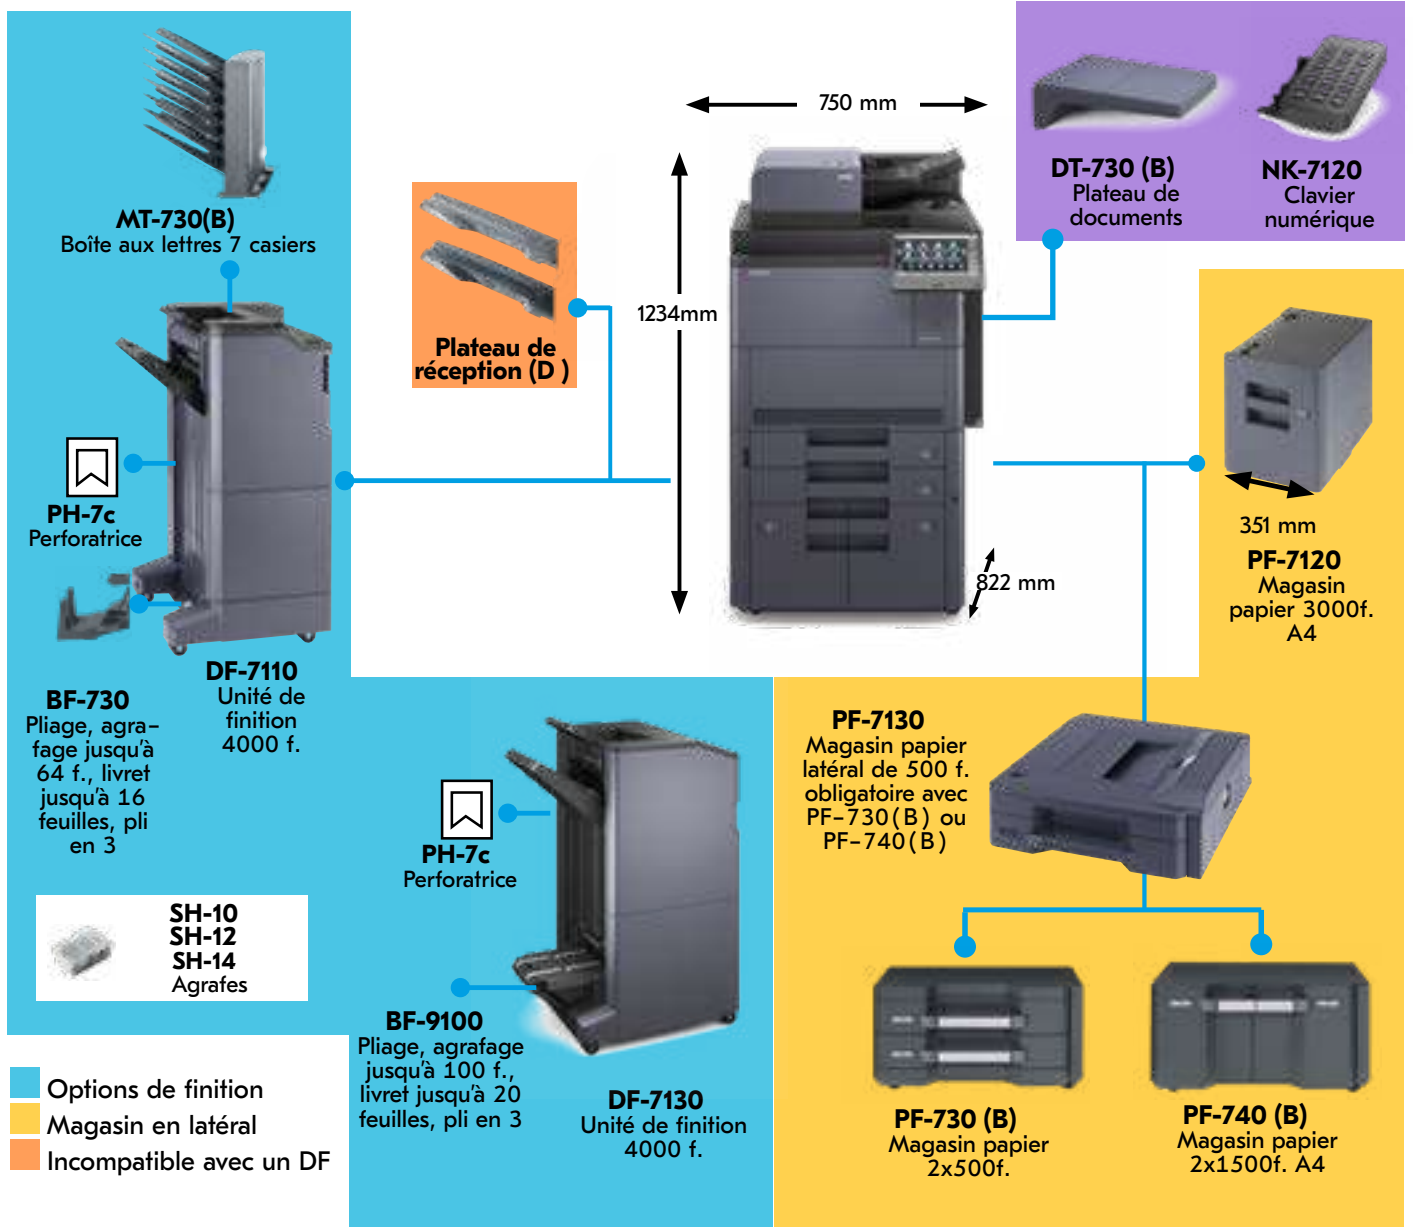 MT-730(B)
Boîte aux lettres 7 casiers
PH-7c
Perforatrice
BF-730
Pliage, agra-
fage jusqu'à
64 f., livret
jusqu'à 16
feuilles, pli
en 3
DF-7110
Unité de
finition
4000 f.
SH-10
SH-12
SH-14
Agrafes
Plateau de
réception (D )
750 mm
1234mm
822 mm
DT-730 (B)
Plateau de
documents
NK-7120
Clavier
numérique
351 mm
PF-7120
Magasin
papier 3000f.
A4
PH-7c
Perforatrice
BF-9100
Pliage, agrafage
jusqu'à 100 f.,
livret jusqu'à 20
feuilles, pli en 3
DF-7130
Unité de finition
4000 f.
PF-7130
Magasin papier
latéral de 500 f.
obligatoire avec
PF-730(B) ou
PF-740(B)
PF-730 (B)
Magasin papier
2x500f.
PF-740 (B)
Magasin papier
2x1500f. A4
Options de finition
Magasin en latéral
Incompatible avec un DF